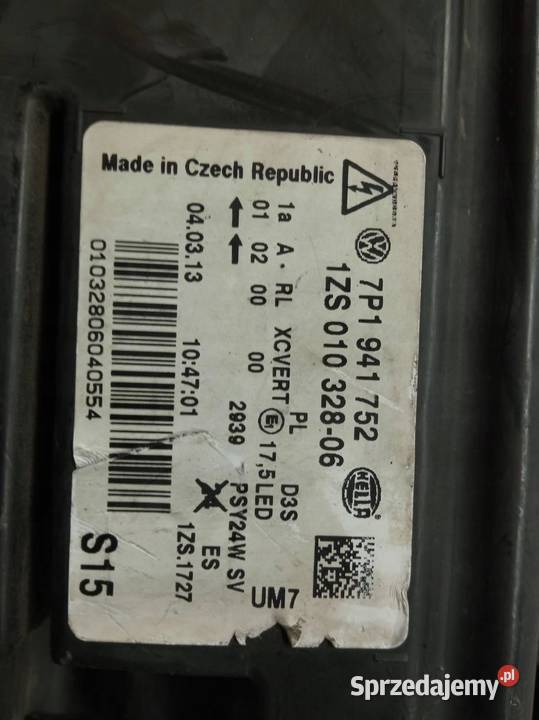 Made in Czech Republic
7P1 941 752
1ZS 010 328-06
HELLA
1a A · RL XCVERT PL D3S
01 02 00 00 E1 17,5 LED
2939 PSY24W SV
UM7
04.03.13 10:47:01
ES
1ZS.1727
01032806040554
S15
Sprzedajemy.pl